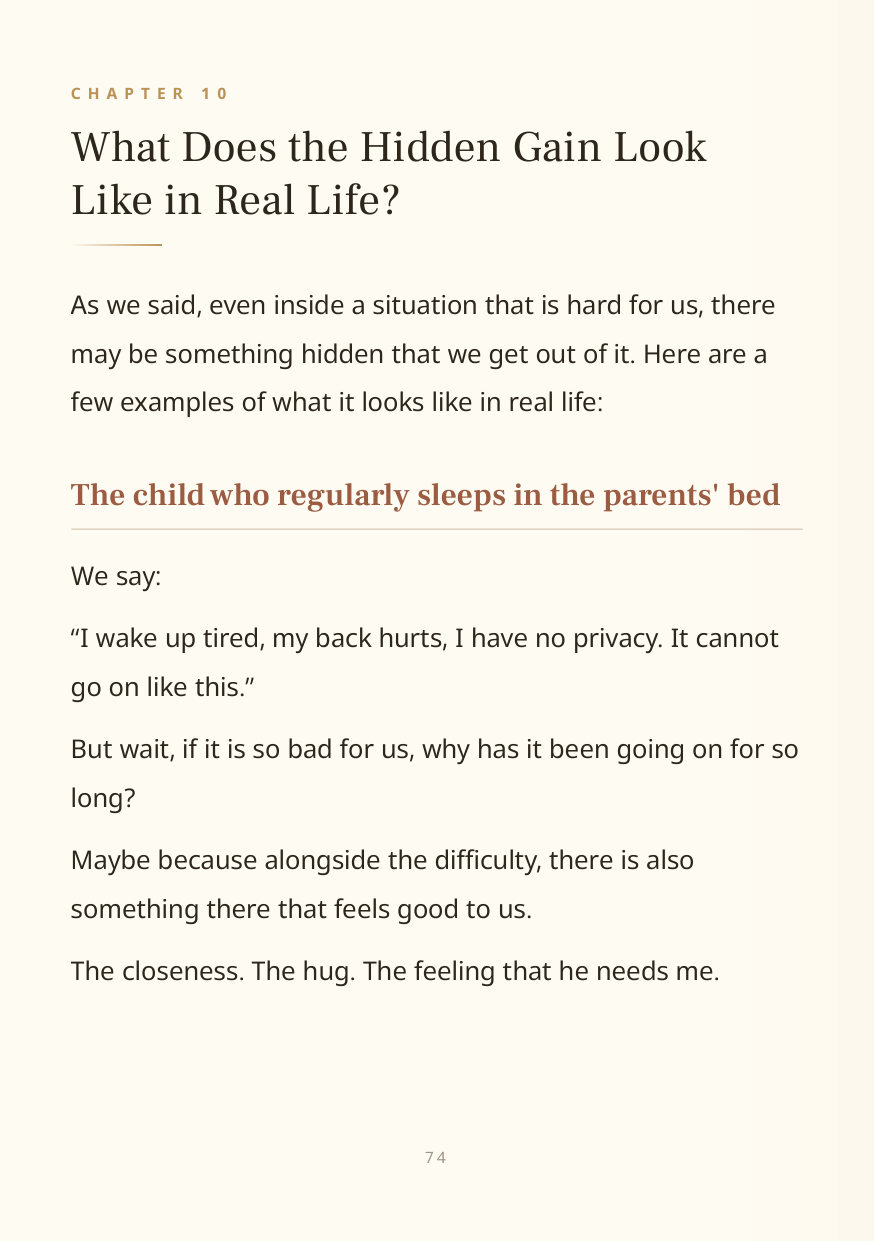 CHAPTER 10
What Does the Hidden Gain Look
Like in Real Life?
As we said, even inside a situation that is hard for us, there
may be something hidden that we get out of it. Here are a
few examples of what it looks like in real life:
The child who regularly sleeps in the parents' bed
We say:
“I wake up tired, my back hurts, I have no privacy. It cannot
go on like this.”
But wait, if it is so bad for us, why has it been going on for so
long?
Maybe because alongside the difficulty, there is also
something there that feels good to us.
The closeness. The hug. The feeling that he needs me.
74